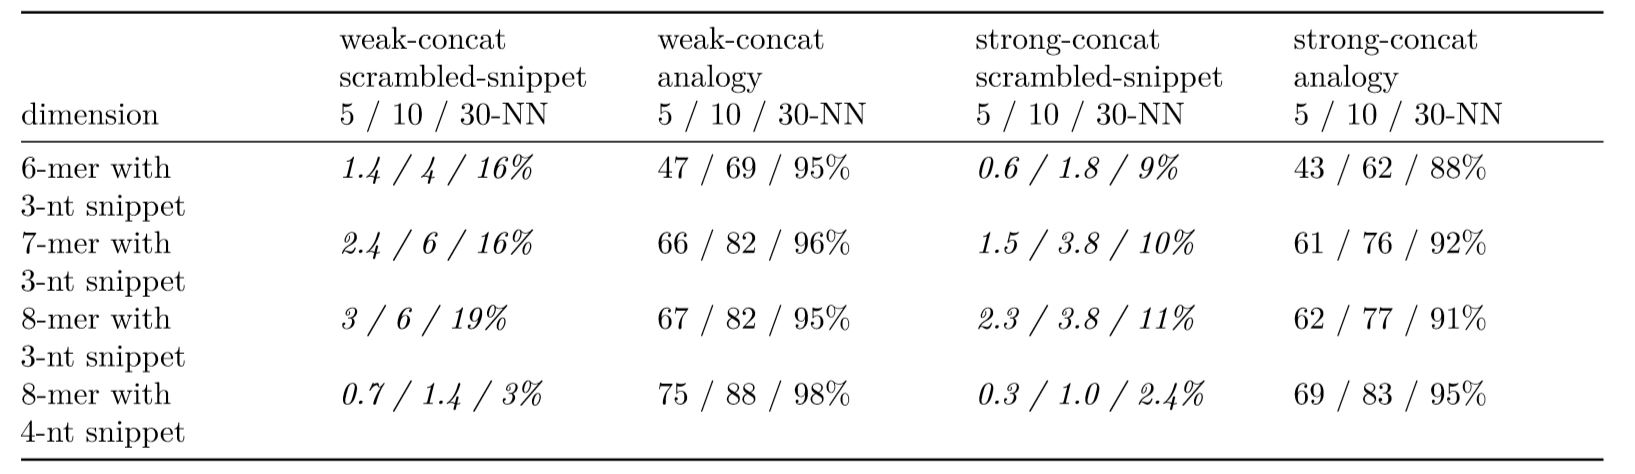 weak-concat weak-concat strong-concat strong-concat
scrambled-snippet analogy scrambled-snippet analogy
dimension 5 / 10 / 30-NN 5 / 10 / 30-NN 5 / 10 / 30-NN 5 / 10 / 30-NN
6-mer with 1.4 / 4 / 16% 47 / 69 / 95% 0.6 / 1.8 / 9% 43 / 62 / 88%
3-nt snippet
7-mer with 2.4 / 6 / 16% 66 / 82 / 96% 1.5 / 3.8 / 10% 61 / 76 / 92%
3-nt snippet
8-mer with 3 / 6 / 19% 67 / 82 / 95% 2.3 / 3.8 / 11% 62 / 77 / 91%
3-nt snippet
8-mer with 0.7 / 1.4 / 3% 75 / 88 / 98% 0.3 / 1.0 / 2.4% 69 / 83 / 95%
4-nt snippet